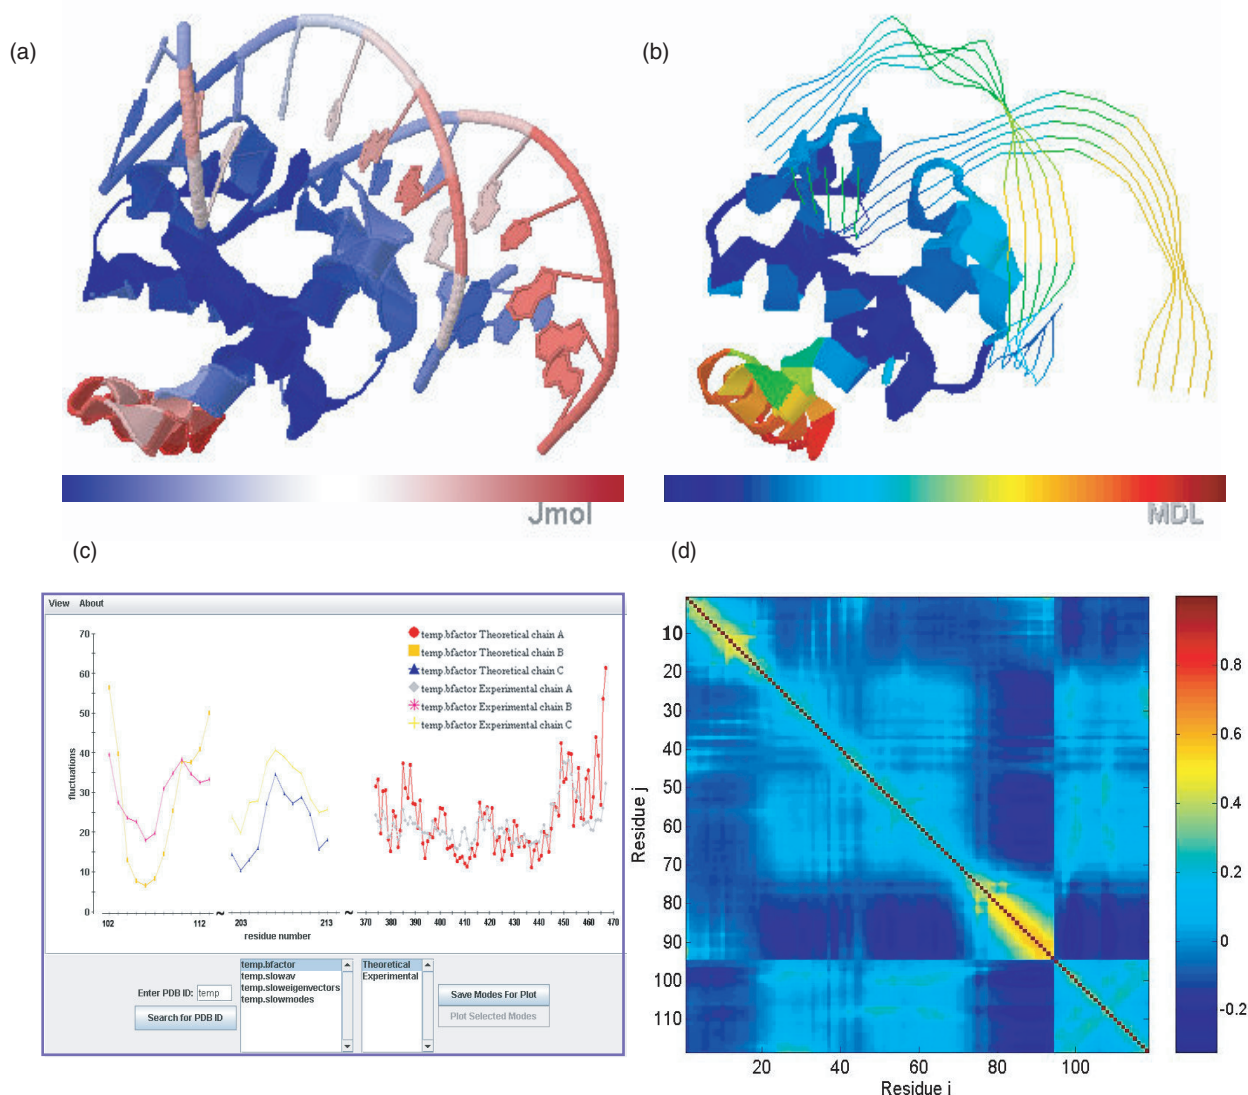 (a)
(b)
Jmol
MDL
(c)
(d)
View About
70
60
50
40
30
20
10
0
fluctuations
temp.bfactor Theoretical chain A
temp.bfactor Theoretical chain B
temp.bfactor Theoretical chain C
temp.bfactor Experimental chain A
temp.bfactor Experimental chain B
temp.bfactor Experimental chain C
102 112 ~ 203 213 ~ 370 380 390 400 410 420 430 440 450 460 470
residue number
Enter PDB ID: temp
Search for PDB ID
temp.bfactor
temp.slowav
temp.sloweigenvectors
temp.slowmodes
Theoretical
Experimental
Save Modes For Plot
Plot Selected Modes
10
20
30
40
50
60
70
80
90
100
110
Residue j
20 40 60 80 100
Residue i
0.8
0.6
0.4
0.2
0
-0.2